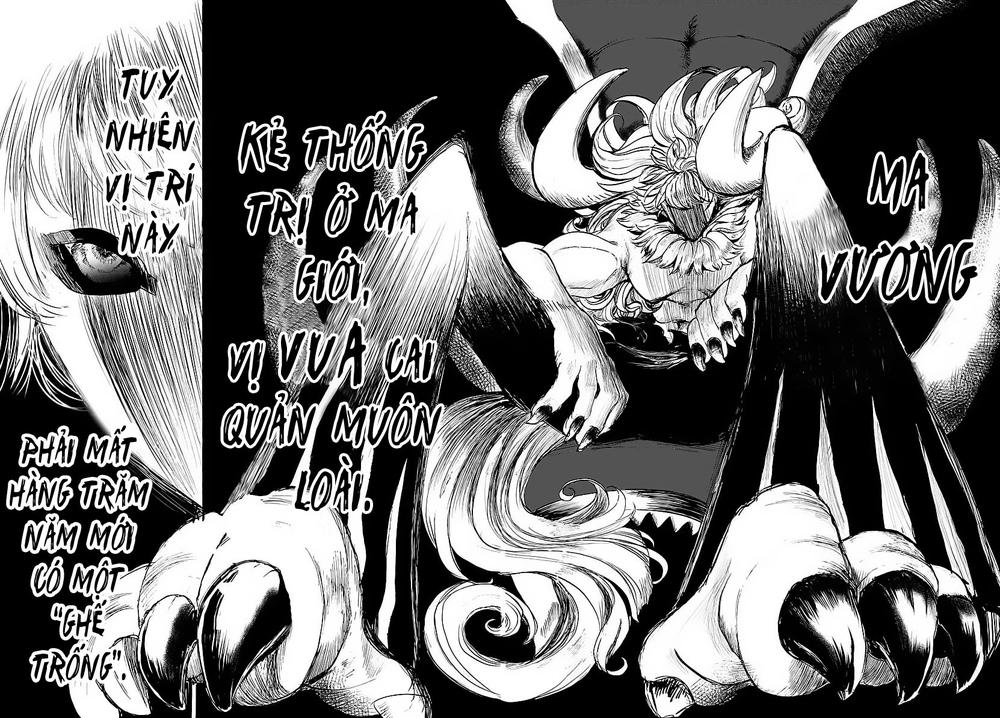 MA
VƯƠNG
KẺ THỐNG
TRỊ Ở MA
GIỚI,
VỊ VUA CAI
QUẢN MUÔN
LOÀI.
TUY
NHIÊN
VỊ TRÍ
NÀY
PHẢI MẤT
HÀNG TRĂM
NĂM MỚI
CÓ MỘT
"GHẾ
TRỐNG".